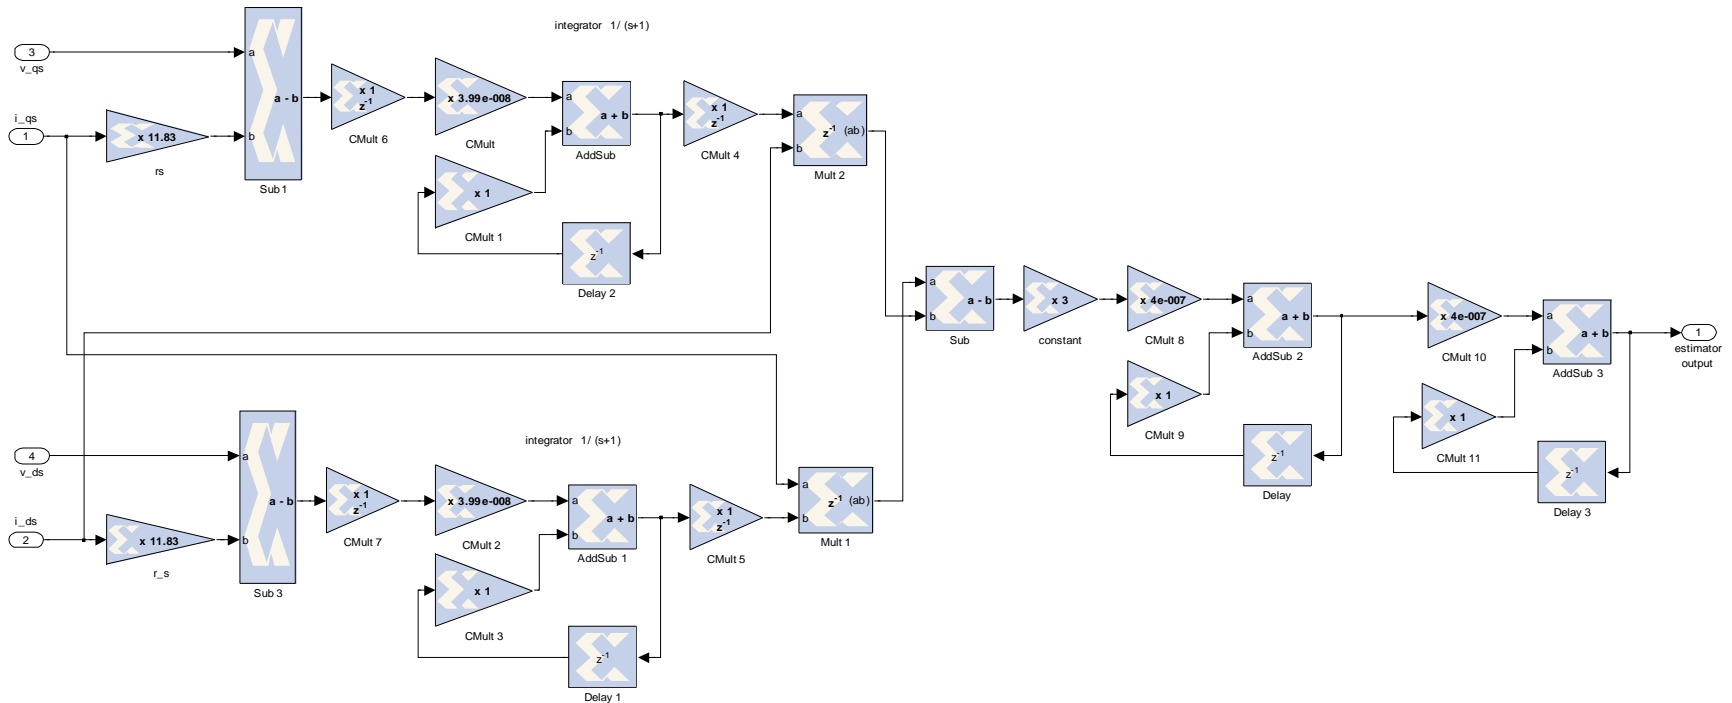 integrator 1/ (s+1)
3
v_qs
a
a - b
b
Sub 1
i_qs
1
x 11.83
rs
x 1
z-1
CMult 6
x 3.99e-008
CMult
a
a + b
b
AddSub
x 1
z-1
CMult 4
a
z-1 (ab)
b
Mult 2
x 1
CMult 1
z-1
Delay 2
a
a - b
b
Sub
x 3
constant
x 4e-007
CMult 8
a
a + b
b
AddSub 2
x 4e-007
CMult 10
a
a + b
b
AddSub 3
1
estimator
output
x 1
CMult 9
z-1
Delay
x 1
CMult 11
z-1
Delay 3
integrator 1/ (s+1)
4
v_ds
a
a - b
b
Sub 3
i_ds
2
x 11.83
r_s
x 1
z-1
CMult 7
x 3.99e-008
CMult 2
a
a + b
b
AddSub 1
x 1
z-1
CMult 5
a
z-1 (ab)
b
Mult 1
x 1
CMult 3
z-1
Delay 1